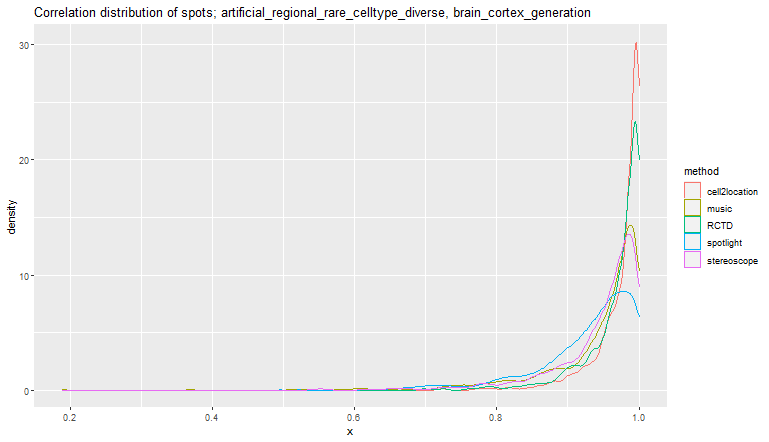 Correlation distribution of spots; artificial_regional_rare_celltype_diverse, brain_cortex_generation
30
20
10
0
density
0.2 0.4 0.6 0.8 1.0
x
method
cell2location
music
RCTD
spotlight
stereoscope